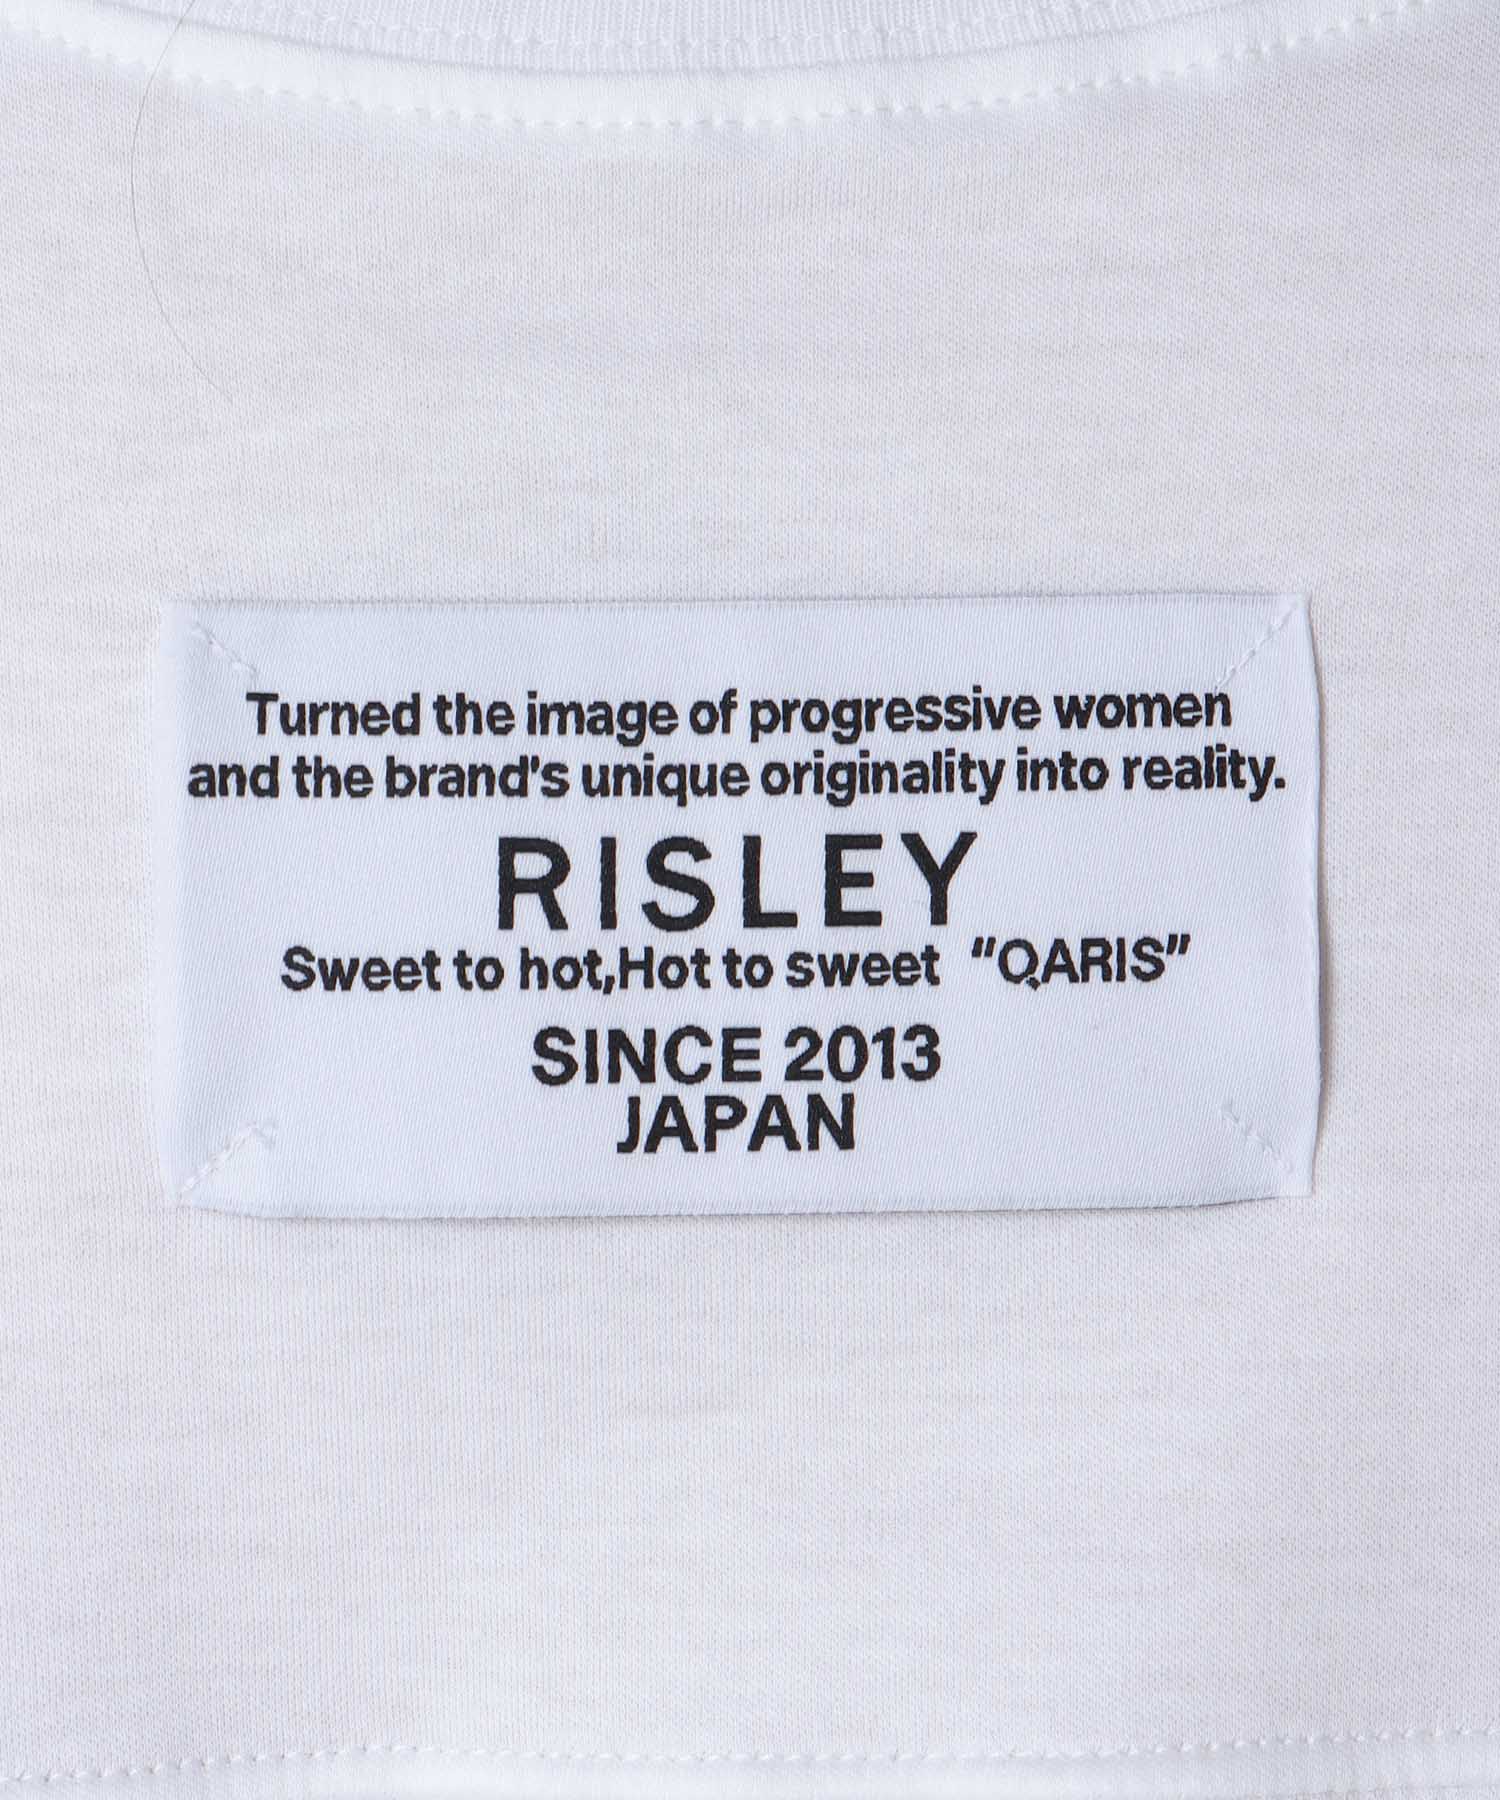 Turned the image of progressive women
and the brand's unique originality into reality.
RISLEY
Sweet to hot,Hot to sweet “QARIS”
SINCE 2013
JAPAN